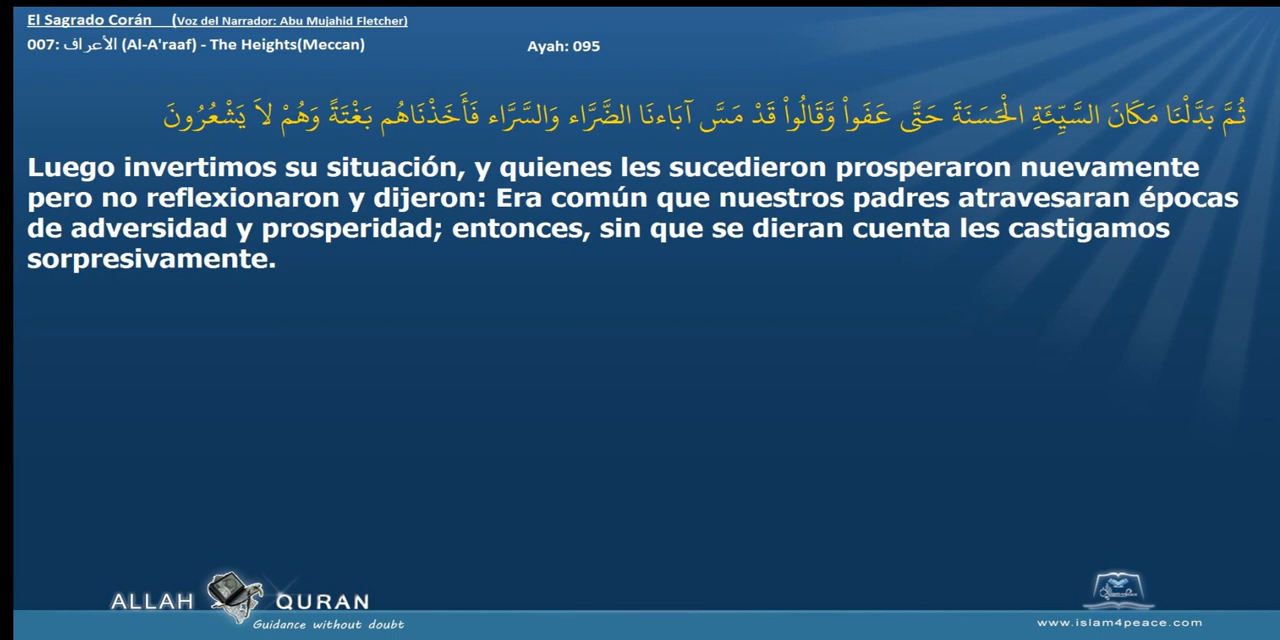 El Sagrado Corán (Voz del Narrador: Abu Mujahid Fletcher)
007: الأعراف (Al-A'raaf) - The Heights(Meccan) Ayah: 095
ثُمَّ بَدَّلْنَا مَكَانَ السَّيِّئَةِ الْحَسَنَةَ حَتَّى عَفَواْ وَّقَالُواْ قَدْ مَسَّ آبَاءنَا الضَّرَّاء وَالسَّرَّاء فَأَخَذْنَاهُم بَغْتَةً وَهُمْ لاَ يَشْعُرُونَ
Luego invertimos su situación, y quienes les sucedieron prosperaron nuevamente
pero no reflexionaron y dijeron: Era común que nuestros padres atravesaran épocas
de adversidad y prosperidad; entonces, sin que se dieran cuenta les castigamos
sorpresivamente.
ALLAH QURAN
Guidance without doubt
www.islam4peace.com